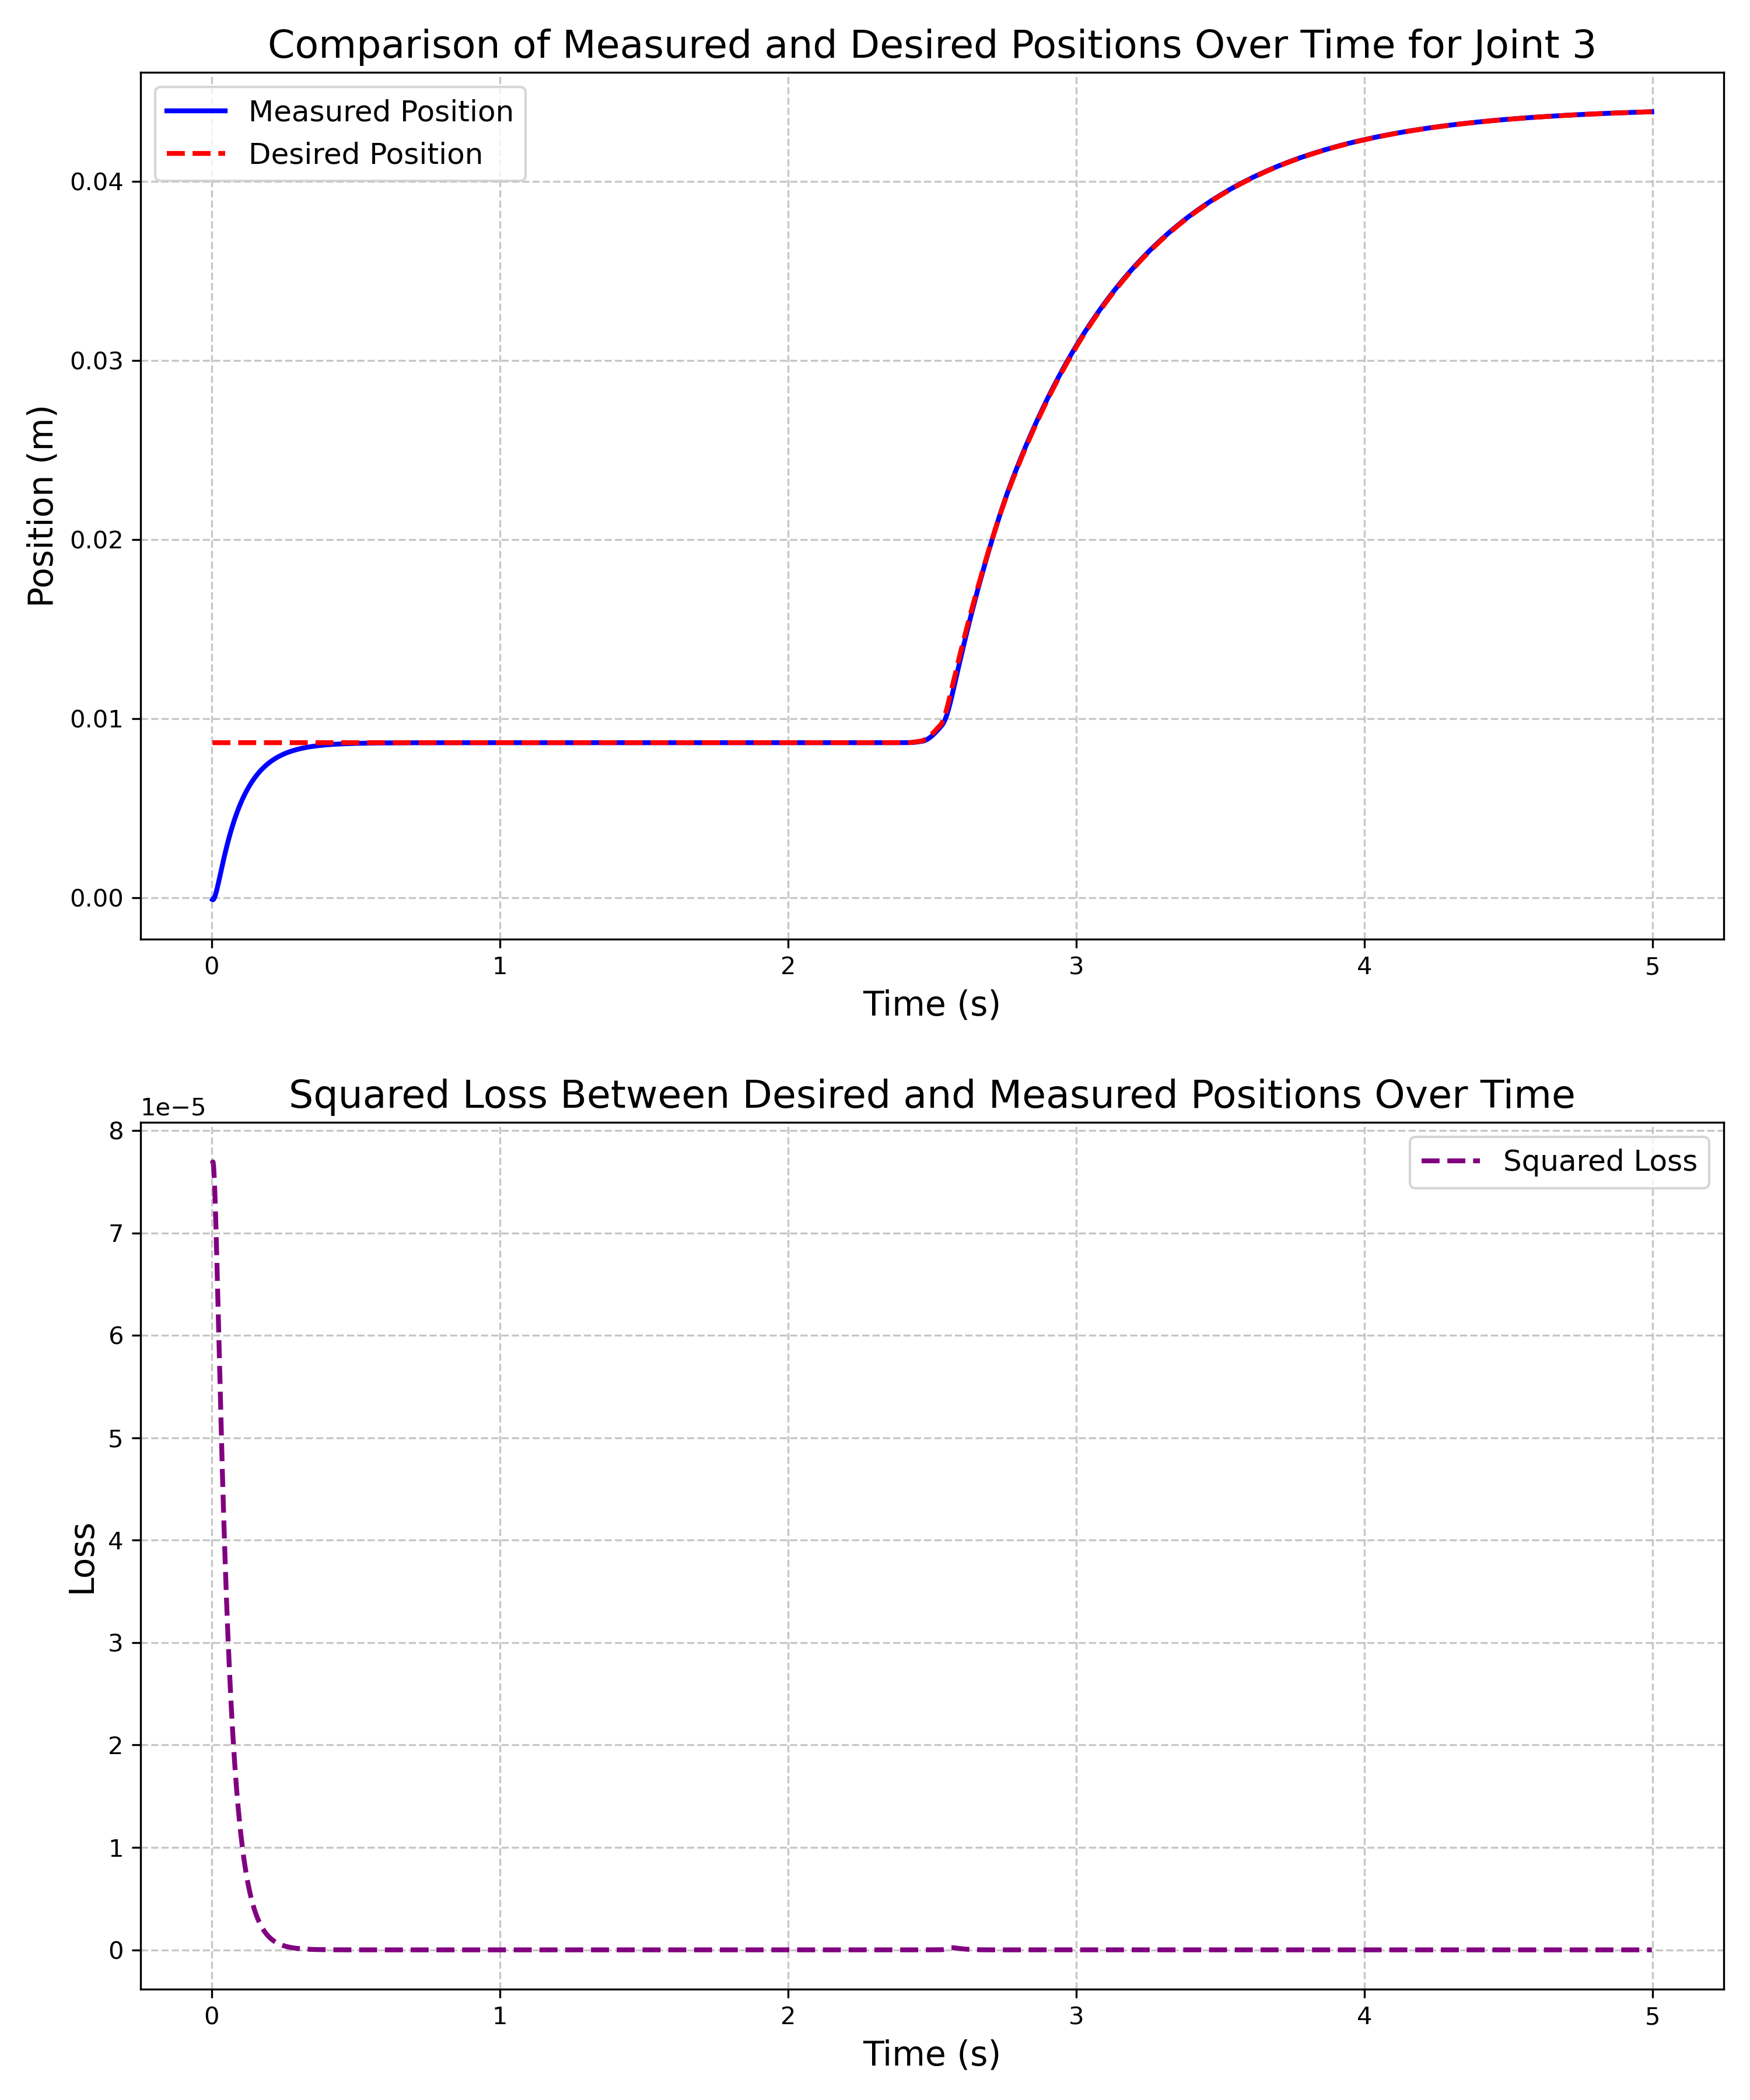 Comparison of Measured and Desired Positions Over Time for Joint 3
Measured Position
Desired Position
0.04
0.03
0.02
0.01
0.00
Position (m)
0 1 2 3 4 5
Time (s)
Squared Loss Between Desired and Measured Positions Over Time
1e−5
Squared Loss
8
7
6
5
4
3
2
1
0
Loss
0 1 2 3 4 5
Time (s)